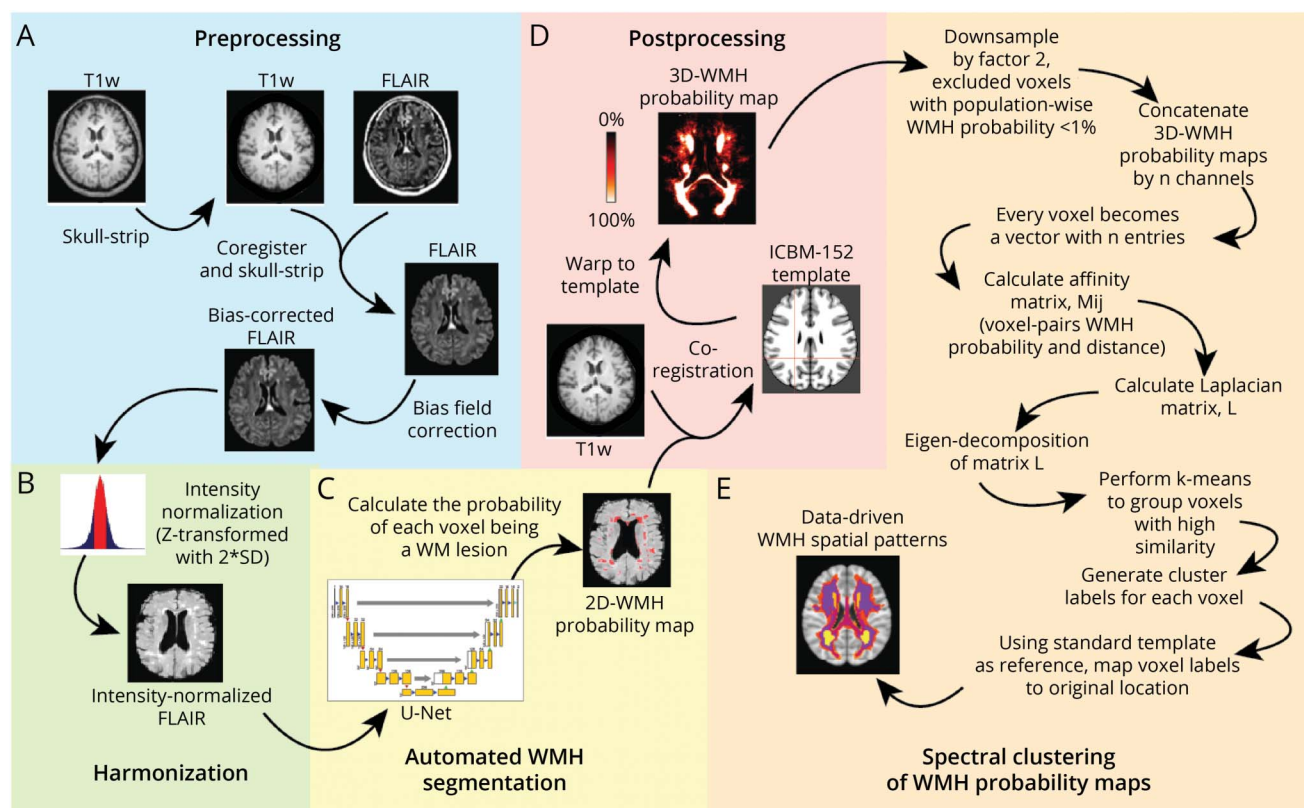 A
Preprocessing
T1w
T1w
FLAIR
Skull-strip
Coregister
and skull-strip
FLAIR
Bias-corrected
FLAIR
Bias field
correction
B
Intensity
normalization
(Z-transformed
with 2*SD)
Intensity-normalized
FLAIR
Harmonization
C
Calculate the probability
of each voxel being
a WM lesion
U-Net
2D-WMH
probability map
Automated WMH
segmentation
D
Postprocessing
3D-WMH
probability map
0%
100%
Warp to
template
ICBM-152
template
Co-
registration
T1w
E
Downsample
by factor 2,
excluded voxels
with population-wise
WMH probability <1%
Concatenate
3D-WMH
probability maps
by n channels
Every voxel becomes
a vector with n entries
Calculate affinity
matrix, Mij
(voxel-pairs WMH
probability and distance)
Calculate Laplacian
matrix, L
Eigen-decomposition
of matrix L
Perform k-means
to group voxels
with high
similarity
Generate cluster
labels for each voxel
Using standard template
as reference, map voxel labels
to original location
Data-driven
WMH spatial patterns
Spectral clustering
of WMH probability maps